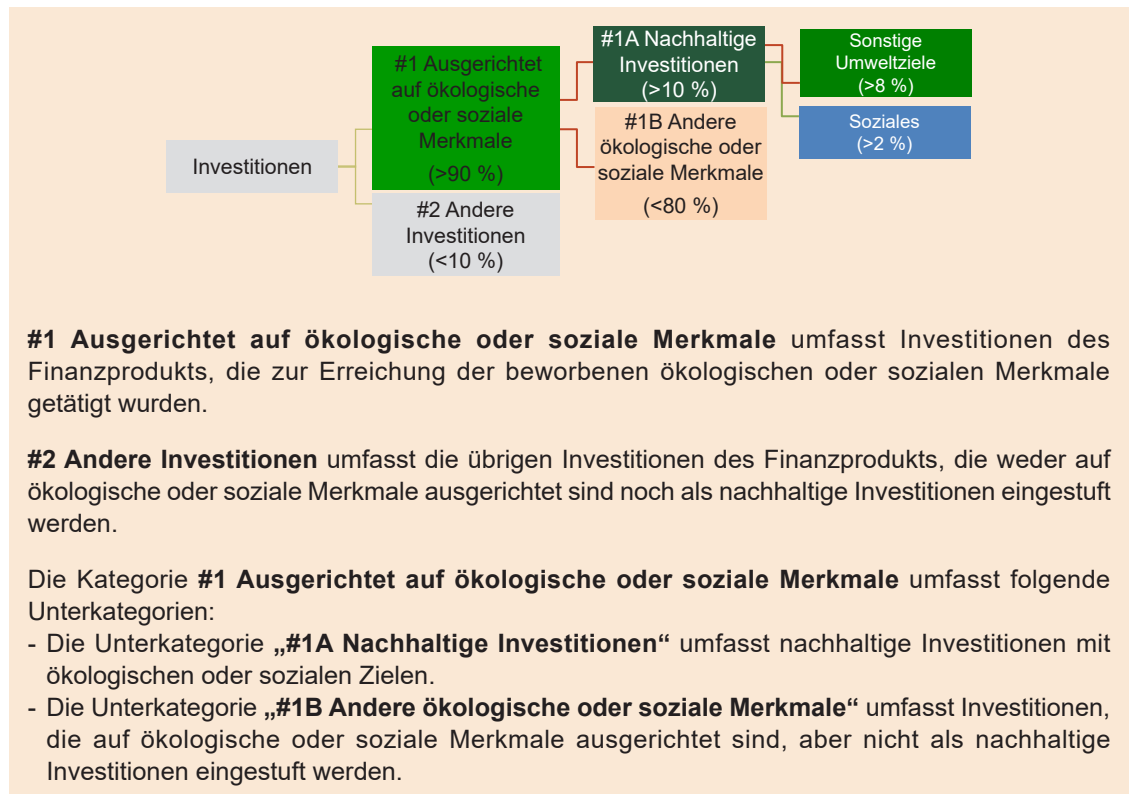 Investitionen
#1 Ausgerichtet
auf ökologische
oder soziale
Merkmale
(>90 %)
#2 Andere
Investitionen
(<10 %)
#1A Nachhaltige
Investitionen
(>10 %)
#1B Andere
ökologische oder
soziale Merkmale
(<80 %)
Sonstige
Umweltziele
(>8 %)
Soziales
(>2 %)
#1 Ausgerichtet auf ökologische oder soziale Merkmale umfasst Investitionen des
Finanzprodukts, die zur Erreichung der beworbenen ökologischen oder sozialen Merkmale
getätigt wurden.
#2 Andere Investitionen umfasst die übrigen Investitionen des Finanzprodukts, die weder auf
ökologische oder soziale Merkmale ausgerichtet sind noch als nachhaltige Investitionen eingestuft
werden.
Die Kategorie #1 Ausgerichtet auf ökologische oder soziale Merkmale umfasst folgende
Unterkategorien:
- Die Unterkategorie „#1A Nachhaltige Investitionen“ umfasst nachhaltige Investitionen mit
ökologischen oder sozialen Zielen.
- Die Unterkategorie „#1B Andere ökologische oder soziale Merkmale“ umfasst Investitionen,
die auf ökologische oder soziale Merkmale ausgerichtet sind, aber nicht als nachhaltige
Investitionen eingestuft werden.